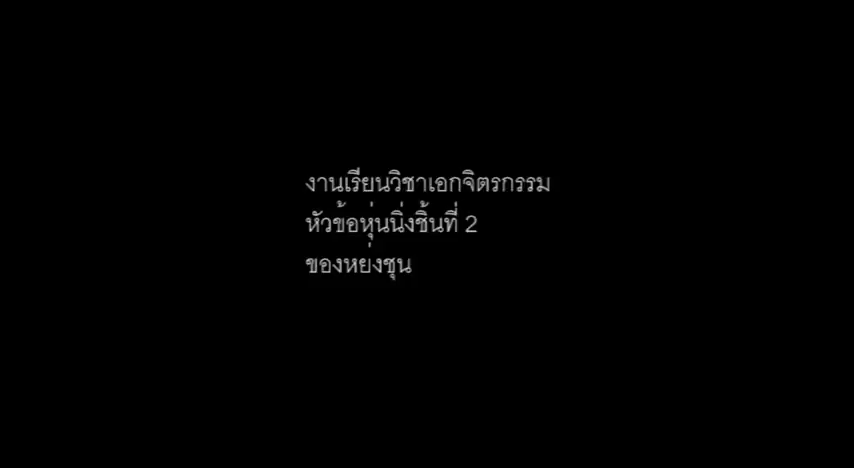 งานเรียนวิชาเอกจิตรกรรม
หัวข้อหุ่นนิ่งชิ้นที่ 2
ของหย่งชุน